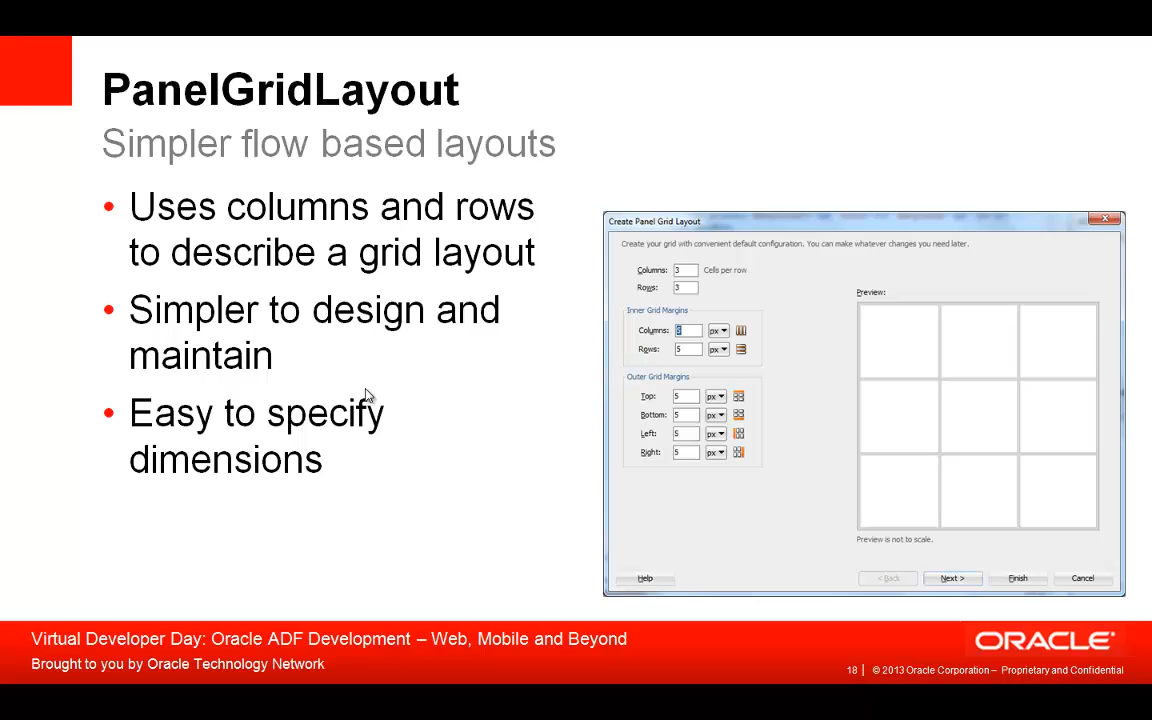 PanelGridLayout
Simpler flow based layouts
• Uses columns and rows
to describe a grid layout
• Simpler to design and
maintain
• Easy to specify
dimensions
Create Panel Grid Layout
Create your grid with convenient default configuration. You can make whatever changes you need later.
Columns: 3 Cells per row
Rows: 3
Inner Grid Margins
Columns: 5 px
Rows: 5 px
Outer Grid Margins
Top: 5 px
Bottom: 5 px
Left: 5 px
Right: 5 px
Preview:
Preview is not to scale.
Help
< Back
Next >
Finish
Cancel
Virtual Developer Day: Oracle ADF Development – Web, Mobile and Beyond
Brought to you by Oracle Technology Network
ORACLE®
18 | © 2013 Oracle Corporation – Proprietary and Confidential